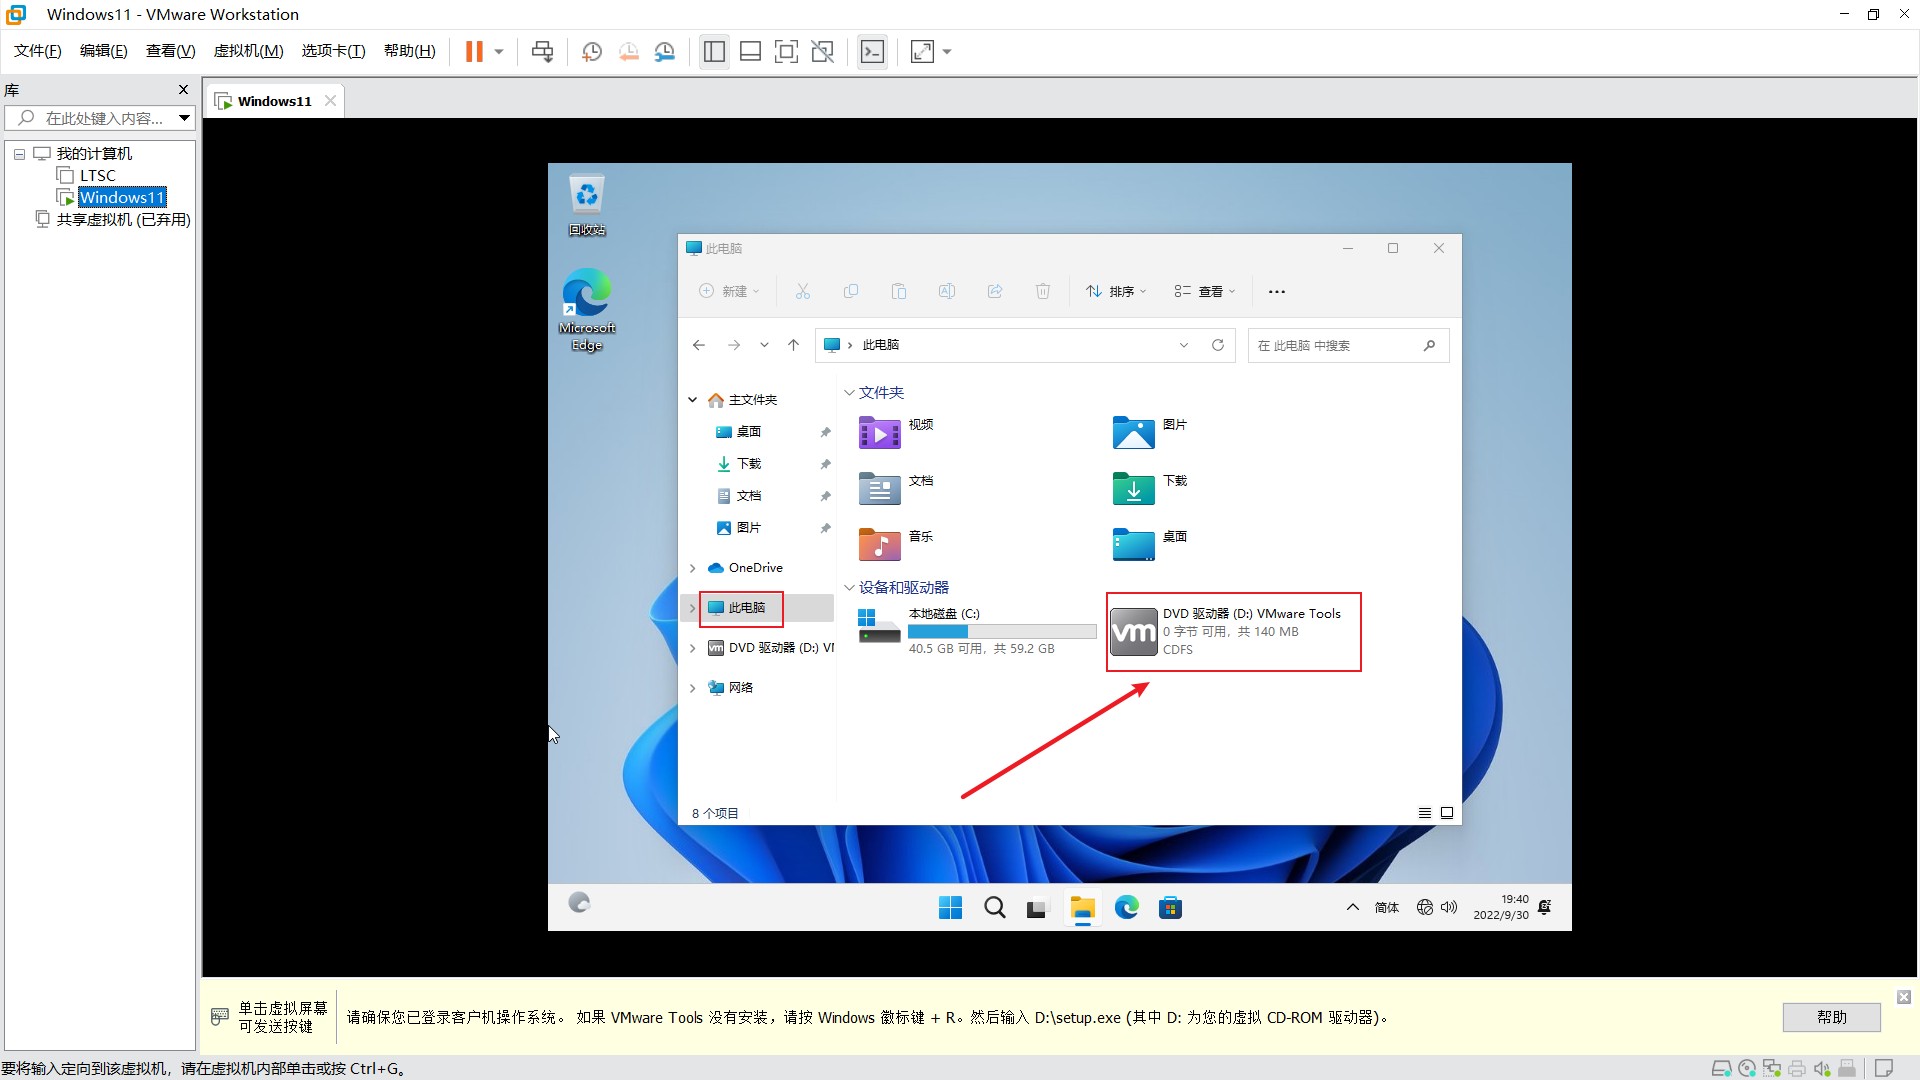 Windows11 - VMware Workstation
文件(F) 编辑(E) 查看(V) 虚拟机(M) 选项卡(T) 帮助(H)
库
在此处键入内容...
Windows11
我的计算机
LTSC
Windows11
共享虚拟机 (已弃用)
回收站
Microsoft
Edge
此电脑
新建
排序
查看
此电脑
在 此电脑 中搜索
主文件夹
桌面
下载
文档
图片
OneDrive
此电脑
vm DVD 驱动器 (D:) VM
网络
文件夹
视频
图片
文档
下载
音乐
桌面
设备和驱动器
本地磁盘 (C:)
40.5 GB 可用，共 59.2 GB
vm
DVD 驱动器 (D:) VMware Tools
0 字节 可用，共 140 MB
CDFS
8 个项目
简体
19:40
2022/9/30
单击虚拟屏幕
可发送按键
请确保您已登录客户机操作系统。 如果 VMware Tools 没有安装，请按 Windows 徽标键 + R。然后输入 D:\setup.exe (其中 D: 为您的虚拟 CD-ROM 驱动器)。
帮助
要将输入定向到该虚拟机，请在虚拟机内部单击或按 Ctrl+G。